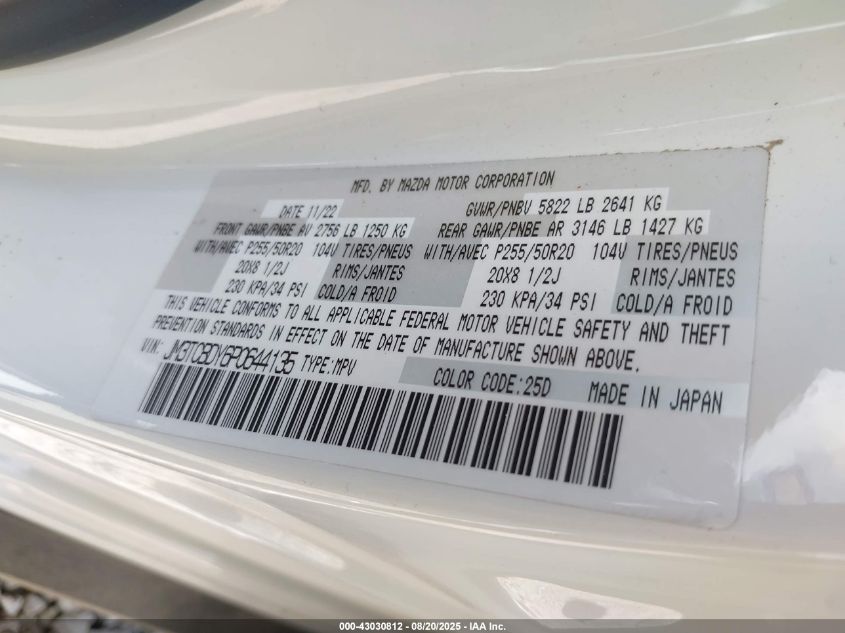 MFD. BY MAZDA MOTOR CORPORATION
DATE 11/22 GVWR/PNBV 5822 LB 2641 KG
FRONT GAWR/PNBE AV 2756 LB 1250 KG REAR GAWR/PNBE AR 3146 LB 1427 KG
WITH/AVEC P255/50R20 104V TIRES/PNEUS WITH/AVEC P255/50R20 104V TIRES/PNEUS
20X8 1/2J RIMS/JANTES 20X8 1/2J RIMS/JANTES
230 KPA/34 PSI COLD/A FROID 230 KPA/34 PSI COLD/A FROID
THIS VEHICLE CONFORMS TO ALL APPLICABLE FEDERAL MOTOR VEHICLE SAFETY AND THEFT
PREVENTION STANDARDS IN EFFECT ON THE DATE OF MANUFACTURE SHOWN ABOVE.
VIN: JM3TCBDY6P0644135 TYPE:MPV
COLOR CODE:25D MADE IN JAPAN
000-43030812 - 08/20/2025 - IAA Inc.